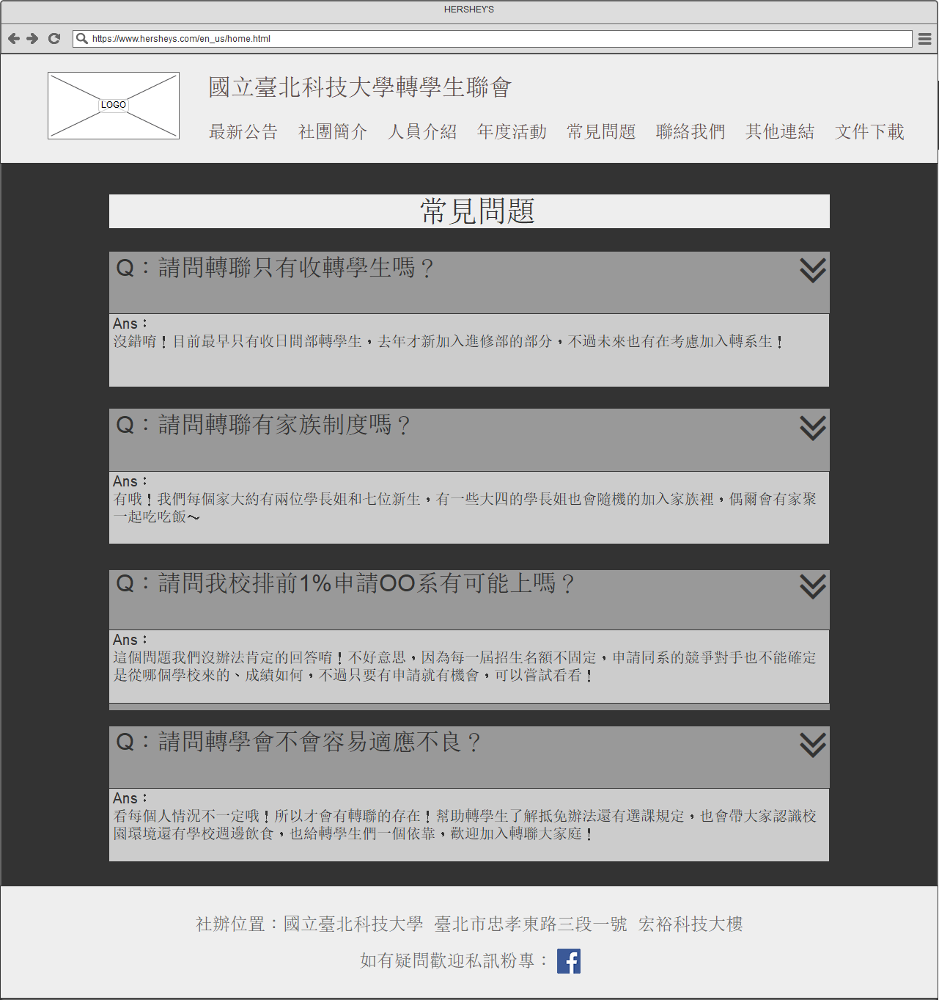 HERSHEY'S
https://www.hersheys.com/en_us/home.html
LOGO
國立臺北科技大學轉學生聯會
最新公告 社團簡介 人員介紹 年度活動 常見問題 聯絡我們 其他連結 文件下載
常見問題
Q：請問轉聯只有收轉學生嗎？
Ans：
沒錯唷！目前最早只有收日間部轉學生，去年才新加入進修部的部分，不過未來也有在考慮加入轉系生！
Q：請問轉聯有家族制度嗎？
Ans：
有哦！我們每個家大約有兩位學長姐和七位新生，有一些大四的學長姐也會隨機的加入家族裡，偶爾會有家聚
一起吃吃飯～
Q：請問我校排前1%申請OO系有可能上嗎？
Ans：
這個問題我們沒辦法肯定的回答唷！不好意思，因為每一屆招生名額不固定，申請同系的競爭對手也不能確定
是從哪個學校來的、成績如何，不過只要有申請就有機會，可以嘗試看看！
Q：請問轉學會不會容易適應不良？
Ans：
看每個人情況不一定哦！所以才會有轉聯的存在！幫助轉學生了解抵免辦法還有選課規定，也會帶大家認識校
園環境還有學校週邊飲食，也給轉學生們一個依靠，歡迎加入轉聯大家庭！
社辦位置：國立臺北科技大學 臺北市忠孝東路三段一號 宏裕科技大樓
如有疑問歡迎私訊粉專：